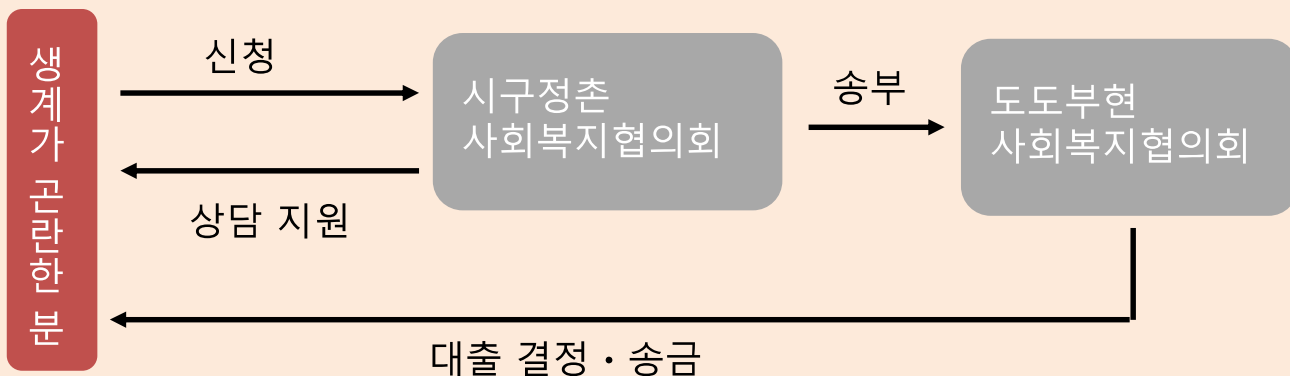 생계가 곤란한 분
신청
상담 지원
시구정촌
사회복지협의회
송부
도도부현
사회복지협의회
대출 결정・송금